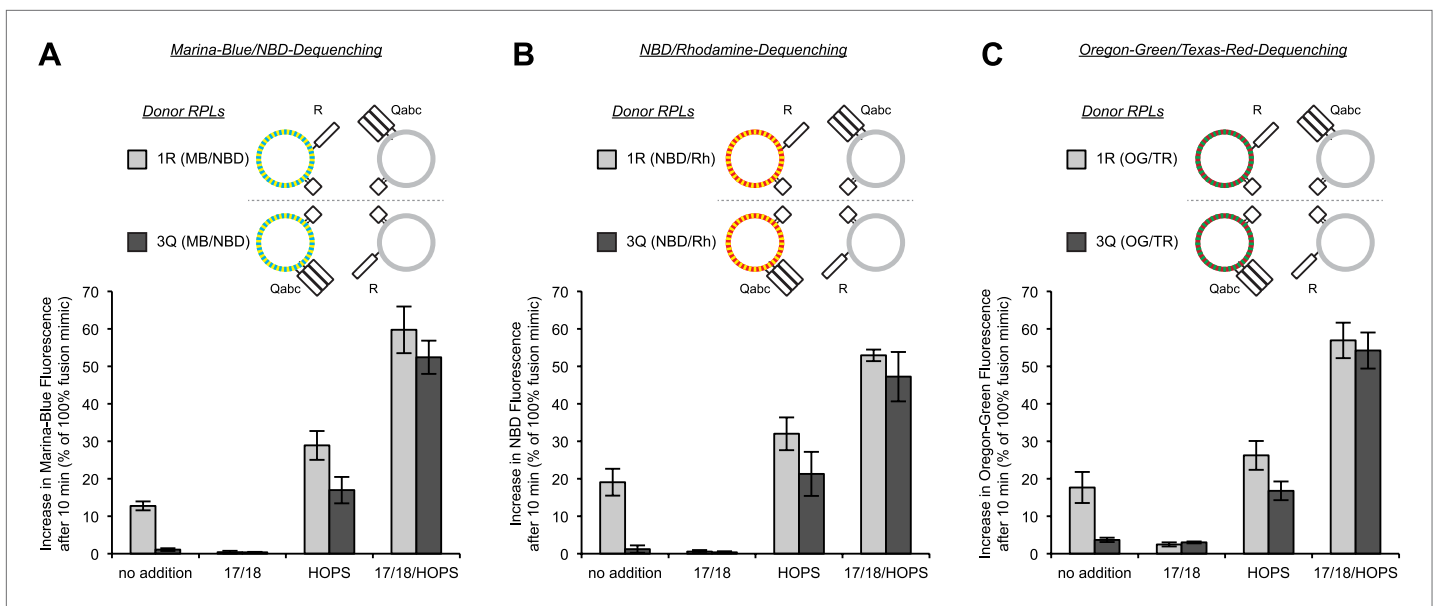 A
Marina-Blue/NBD-Dequenching
Donor RPLs
R
Qabc
1R (MB/NBD)
3Q (MB/NBD)
Qabc
R
Increase in Marina-Blue Fluorescence
after 10 min (% of 100% fusion mimic)
70
60
50
40
30
20
10
0
no addition
17/18
HOPS
17/18/HOPS
B
NBD/Rhodamine-Dequenching
Donor RPLs
R
Qabc
1R (NBD/Rh)
3Q (NBD/Rh)
Qabc
R
Increase in NBD Fluorescence
after 10 min (% of 100% fusion mimic)
70
60
50
40
30
20
10
0
no addition
17/18
HOPS
17/18/HOPS
C
Oregon-Green/Texas-Red-Dequenching
Donor RPLs
R
Qabc
1R (OG/TR)
3Q (OG/TR)
Qabc
R
Increase in Oregon-Green Fluorescence
after 10 min (% of 100% fusion mimic)
70
60
50
40
30
20
10
0
no addition
17/18
HOPS
17/18/HOPS